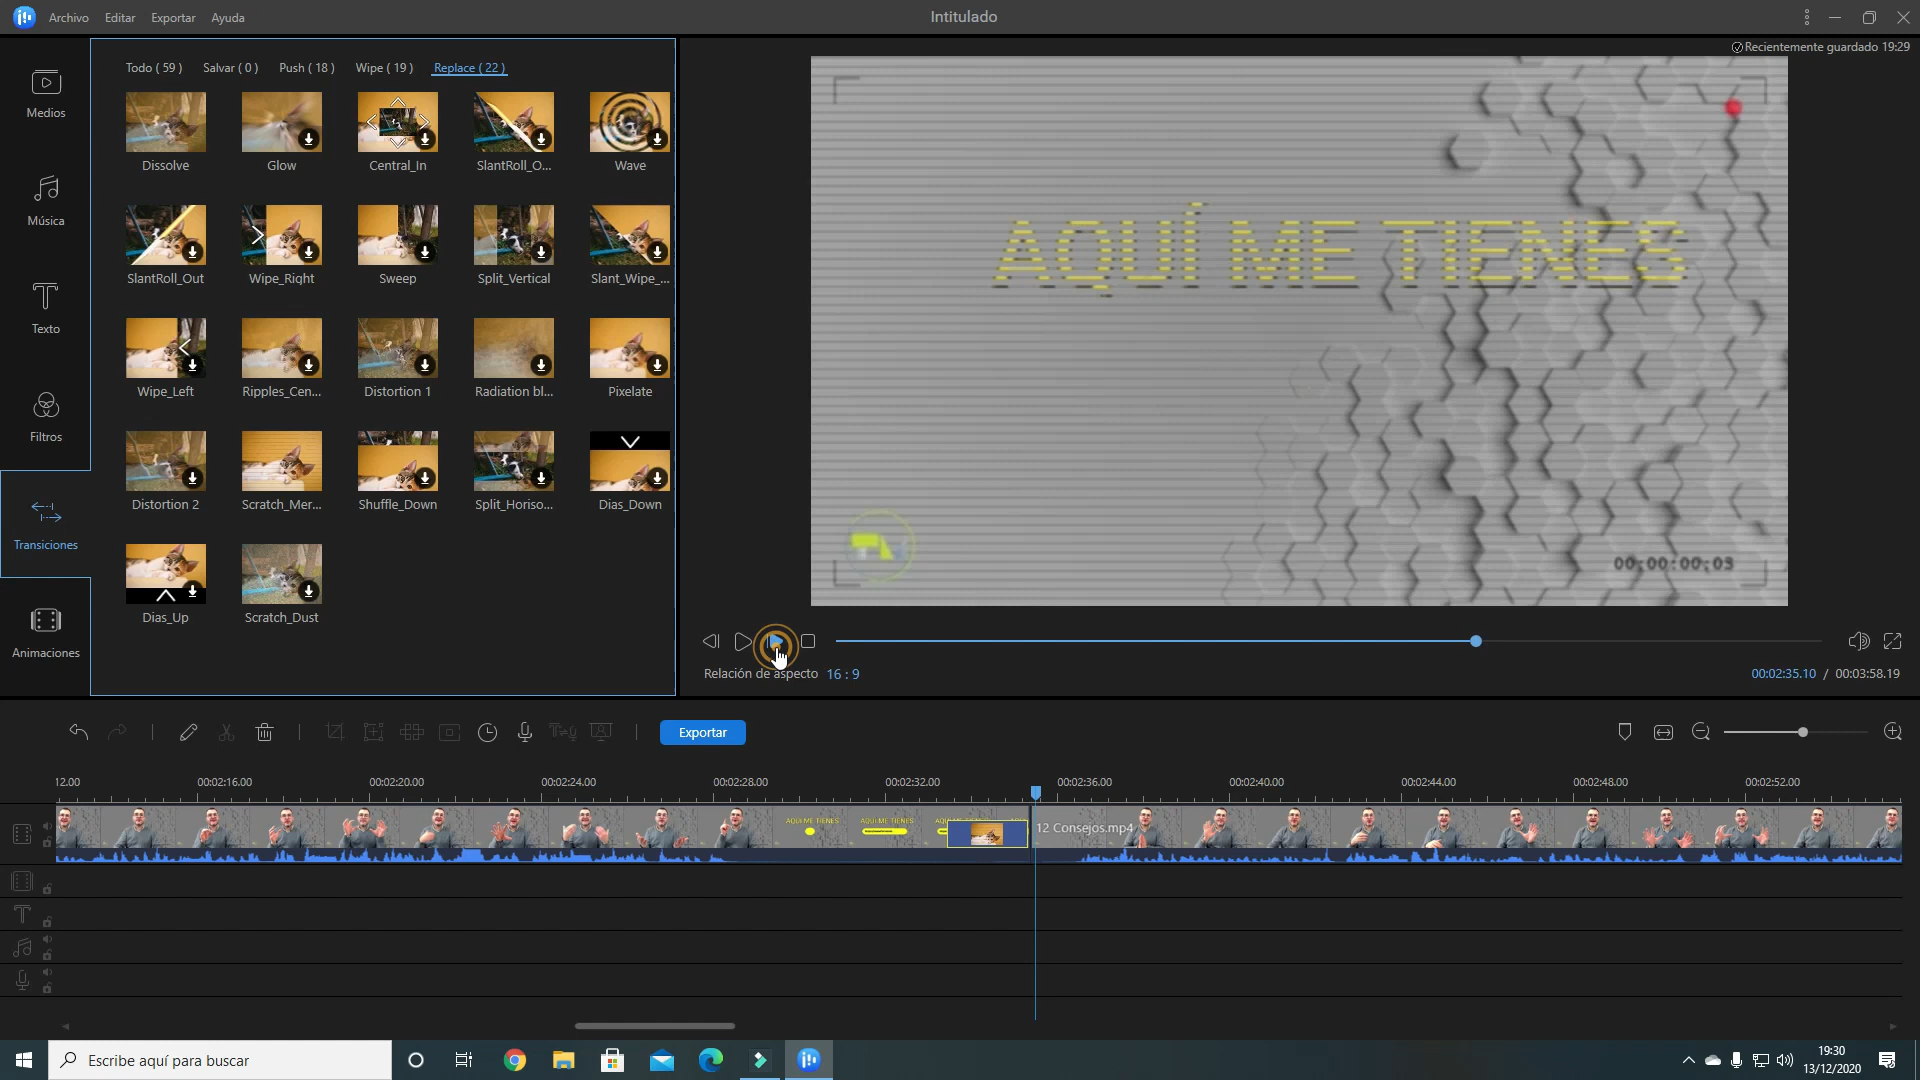 Archivo Editar Exportar Ayuda
Intitulado
Recientemente guardado 19:29
Medios
Música
Texto
Filtros
Transiciones
Animaciones
Todo ( 59 ) Salvar ( 0 ) Push ( 18 ) Wipe ( 19 ) Replace ( 22 )
Dissolve Glow Central_In SlantRoll_O... Wave
SlantRoll_Out Wipe_Right Sweep Split_Vertical Slant_Wipe_...
Wipe_Left Ripples_Cen... Distortion 1 Radiation bl... Pixelate
Distortion 2 Scratch_Mer... Shuffle_Down Split_Horiso... Dias_Down
Dias_Up Scratch_Dust
AQUÍ ME TIENES
00:00:00:03
Relación de aspecto 16 : 9
00:02:35.10 / 00:03:58.19
Exportar
12.00 00:02:16.00 00:02:20.00 00:02:24.00 00:02:28.00 00:02:32.00 00:02:36.00 00:02:40.00 00:02:44.00 00:02:48.00 00:02:52.00
AQUÍ ME TIENES AQUÍ ME TIENES
12 Consejos.mp4
Escribe aquí para buscar
19:30
13/12/2020